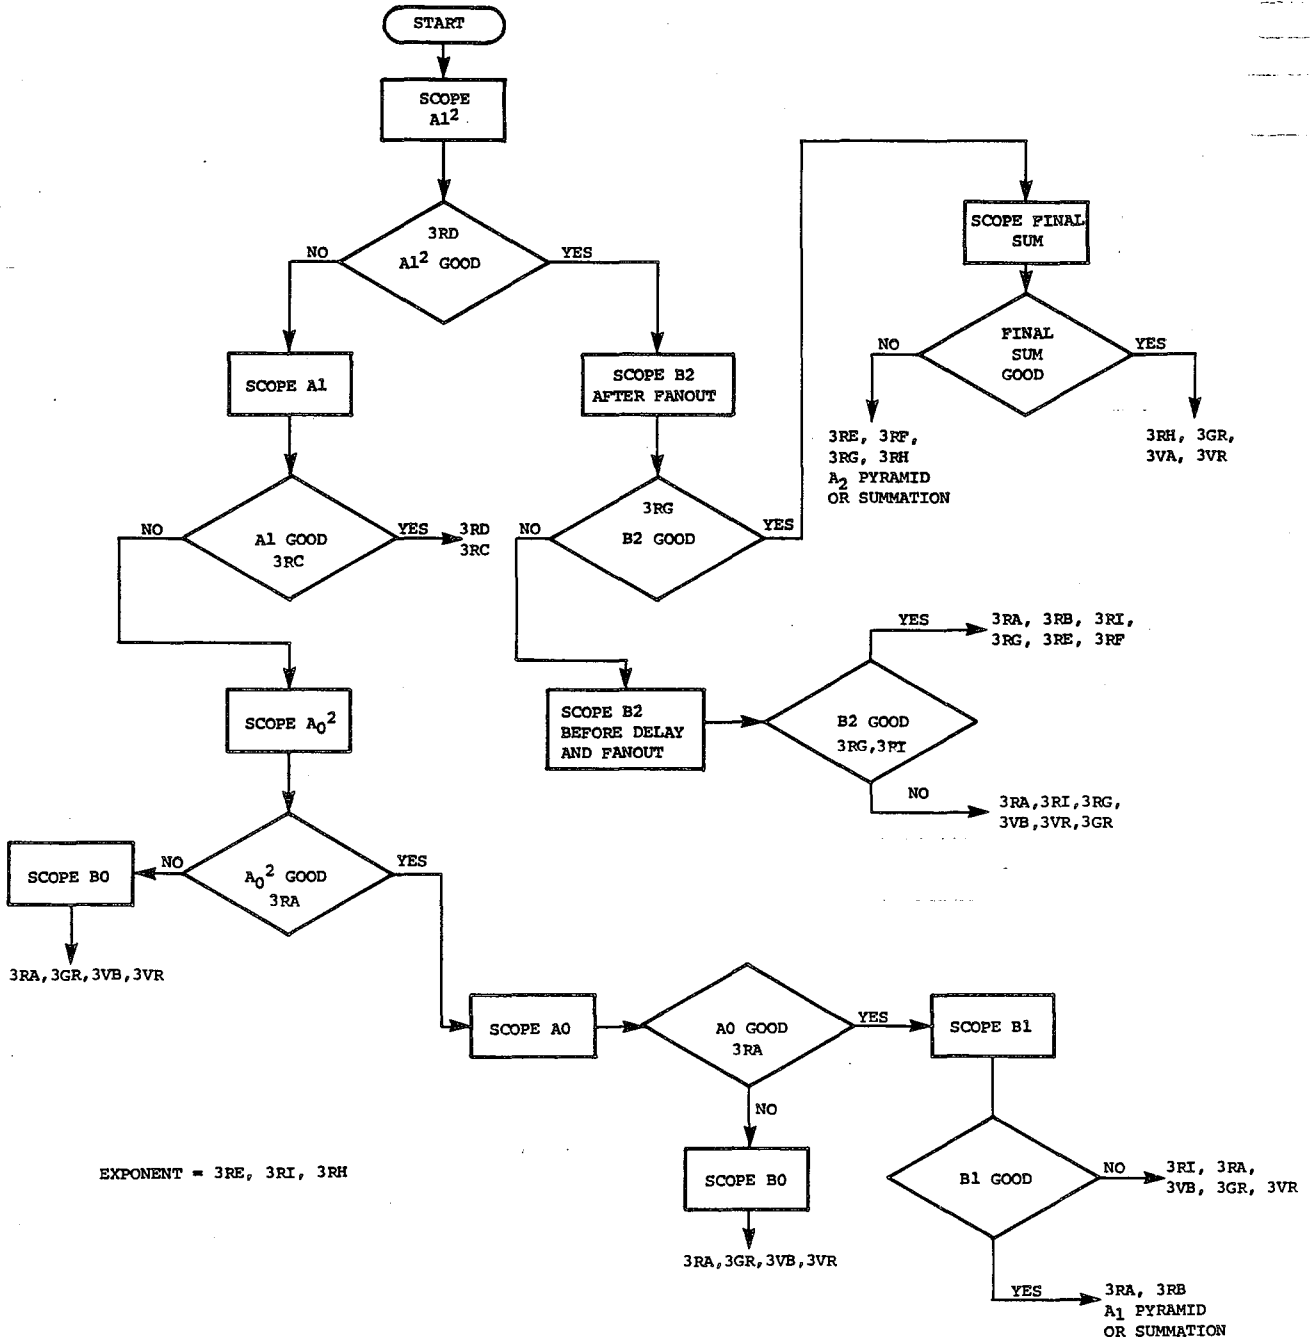 START
SCOPE
A1²
3RD
A1² GOOD
NO
YES
SCOPE FINAL
SUM
FINAL
SUM
GOOD
NO
YES
3RE, 3RF,
3RG, 3RH
A₂ PYRAMID
OR SUMMATION
3RH, 3GR,
3VA, 3VR
SCOPE A1
SCOPE B2
AFTER FANOUT
A1 GOOD
3RC
NO
YES
3RD
3RC
3RG
B2 GOOD
NO
YES
SCOPE A₀²
SCOPE B2
BEFORE DELAY
AND FANOUT
B2 GOOD
3RG,3RI
YES
3RA, 3RB, 3RI,
3RG, 3RE, 3RF
NO
3RA,3RI,3RG,
3VB,3VR,3GR
A₀² GOOD
3RA
NO
YES
SCOPE B0
3RA,3GR,3VB,3VR
SCOPE A0
A0 GOOD
3RA
YES
SCOPE B1
NO
SCOPE B0
3RA,3GR,3VB,3VR
B1 GOOD
NO
3RI, 3RA,
3VB, 3GR, 3VR
YES
3RA, 3RB
A₁ PYRAMID
OR SUMMATION
EXPONENT = 3RE, 3RI, 3RH